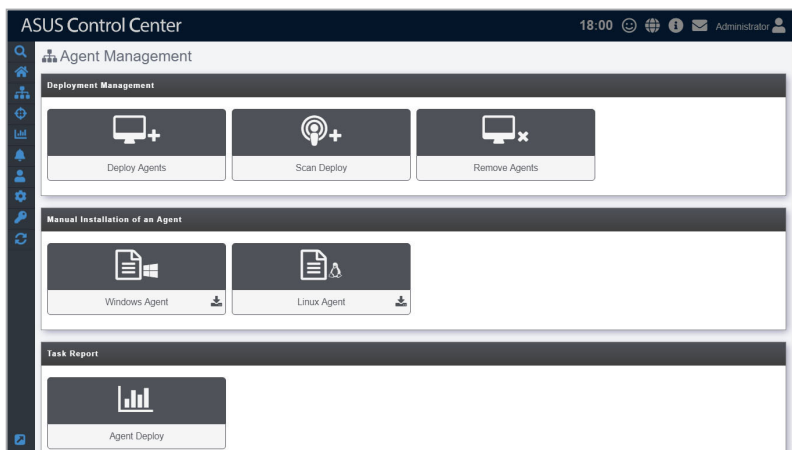 ASUS Control Center
18:00 Administrator
Agent Management
Deployment Management
Deploy Agents Scan Deploy Remove Agents
Manual Installation of an Agent
Windows Agent Linux Agent
Task Report
Agent Deploy